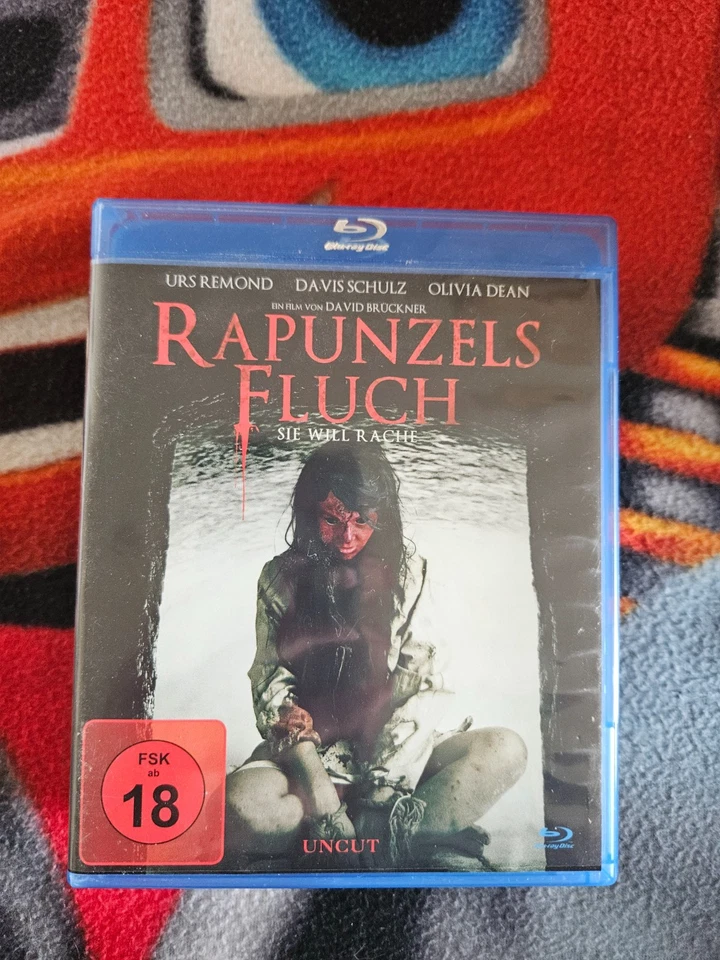 Blu-ray Disc
URS REMOND DAVIS SCHULZ OLIVIA DEAN
EIN FILM VON DAVID BRÜCKNER
RAPUNZELS
FLUCH
SIE WILL RACHE
FSK
ab
18
UNCUT
Blu-ray Disc